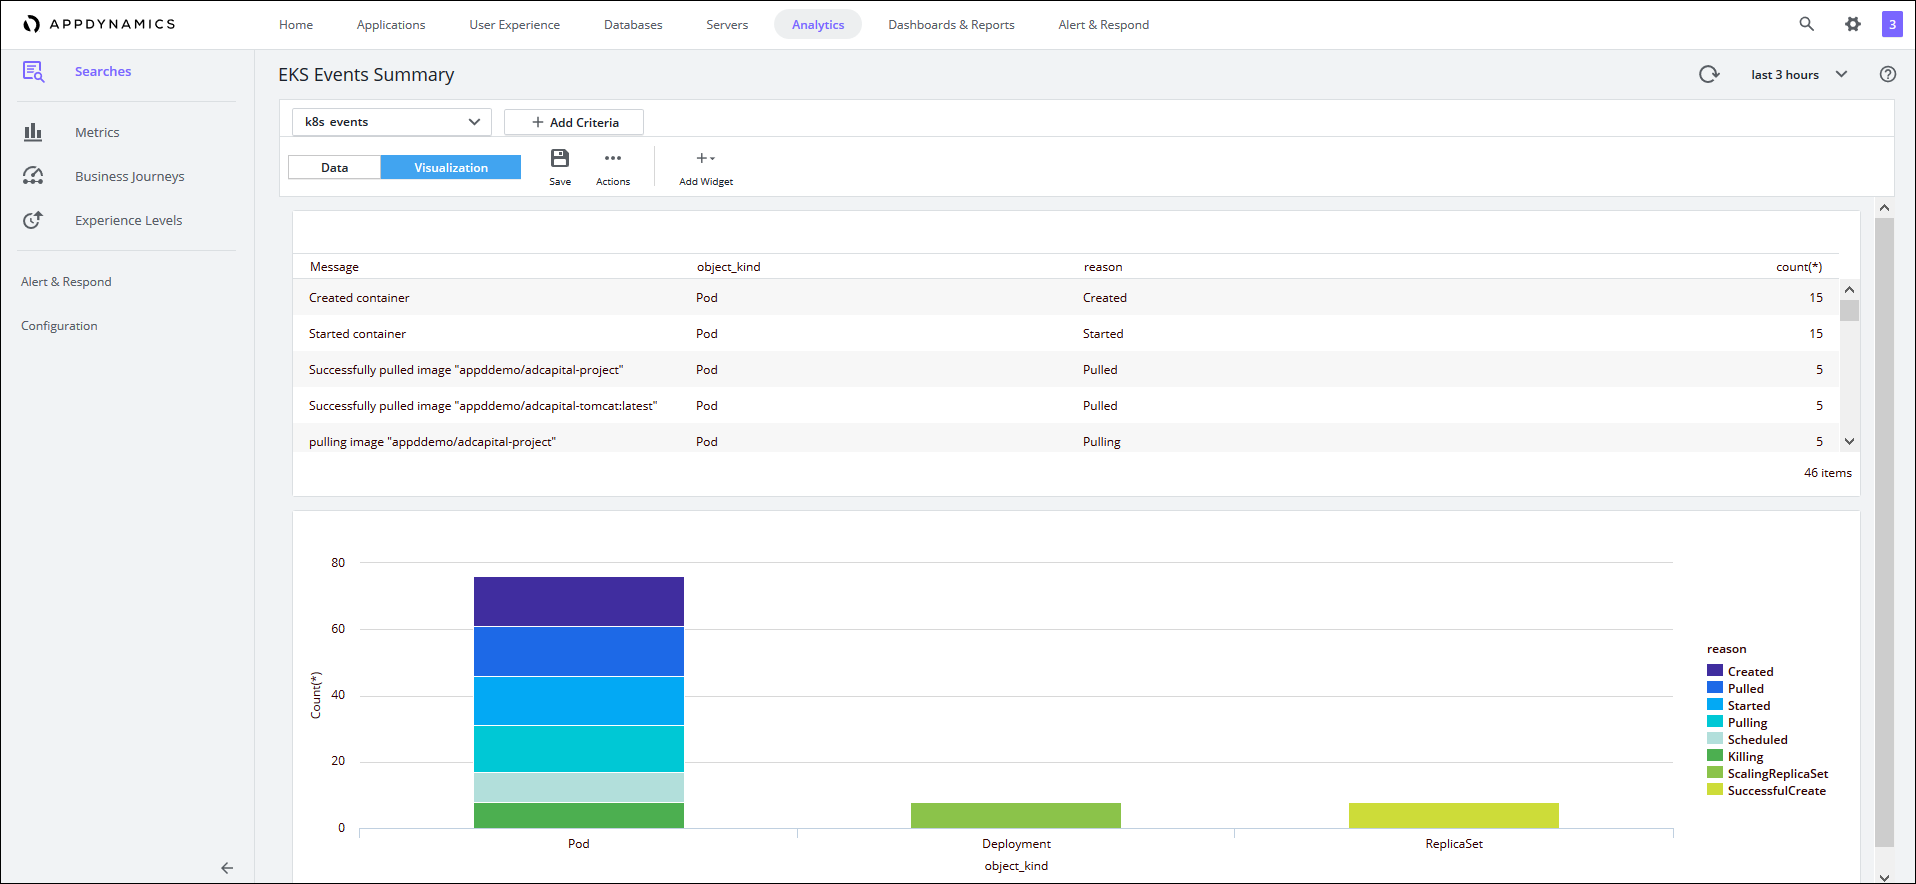 APPDYNAMICS
Home Applications User Experience Databases Servers Analytics Dashboards & Reports Alert & Respond
3
Searches
Metrics
Business Journeys
Experience Levels
Alert & Respond
Configuration
EKS Events Summary
last 3 hours
k8s events
+ Add Criteria
Data Visualization
Save Actions Add Widget
Message object_kind reason count(*)
Created container Pod Created 15
Started container Pod Started 15
Successfully pulled image "appddemo/adcapital-project" Pod Pulled 5
Successfully pulled image "appddemo/adcapital-tomcat:latest" Pod Pulled 5
pulling image "appddemo/adcapital-project" Pod Pulling 5
46 items
80
60
40
20
0
Count(*)
Pod Deployment ReplicaSet
object_kind
reason
Created
Pulled
Started
Pulling
Scheduled
Killing
ScalingReplicaSet
SuccessfulCreate